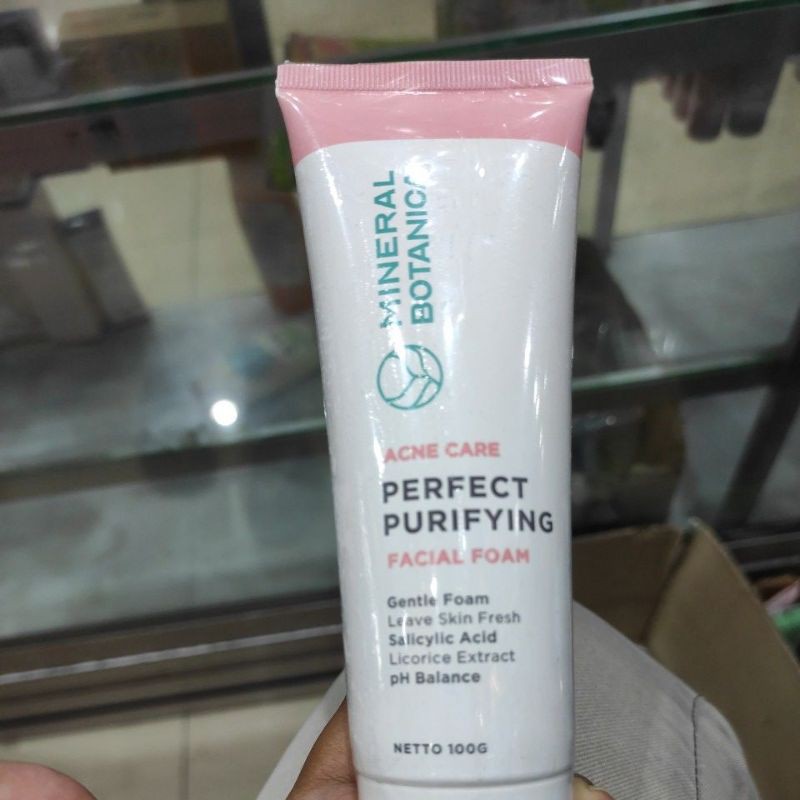 MINERAL
BOTANICA
ACNE CARE
PERFECT
PURIFYING
FACIAL FOAM
Gentle Foam
Leave Skin Fresh
Salicylic Acid
Licorice Extract
pH Balance
NETTO 100G